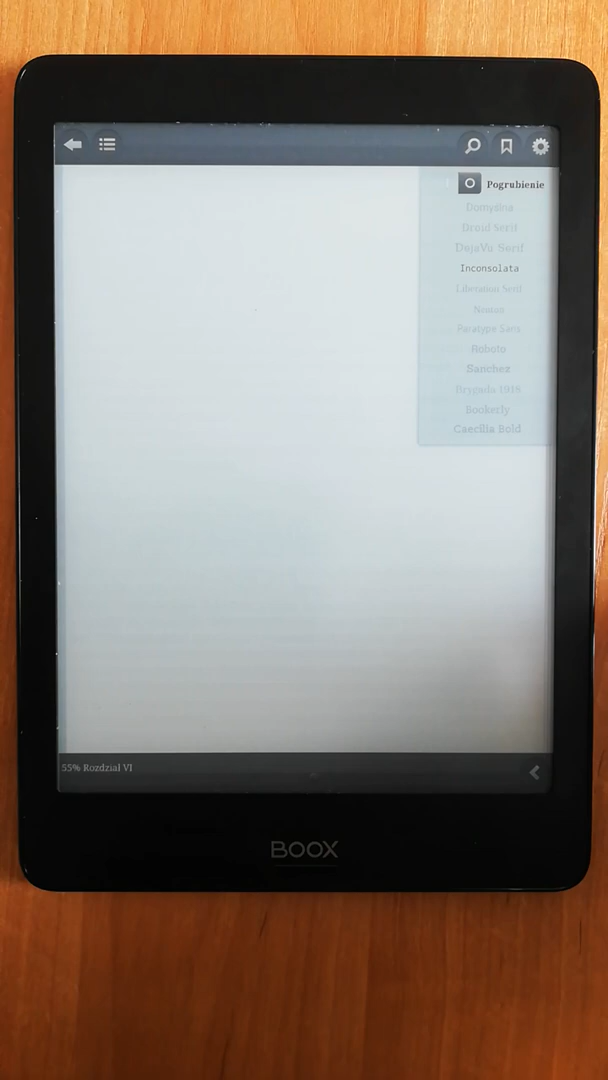 Pogrubienie
Domyślna
Droid Serif
DejaVu Serif
Inconsolata
Liberation Serif
Nimbus
Paratype Sans
Roboto
Sanchez
Brygada 1918
Bookerly
Caecilia Bold
55% Rozdział VI
BOOX